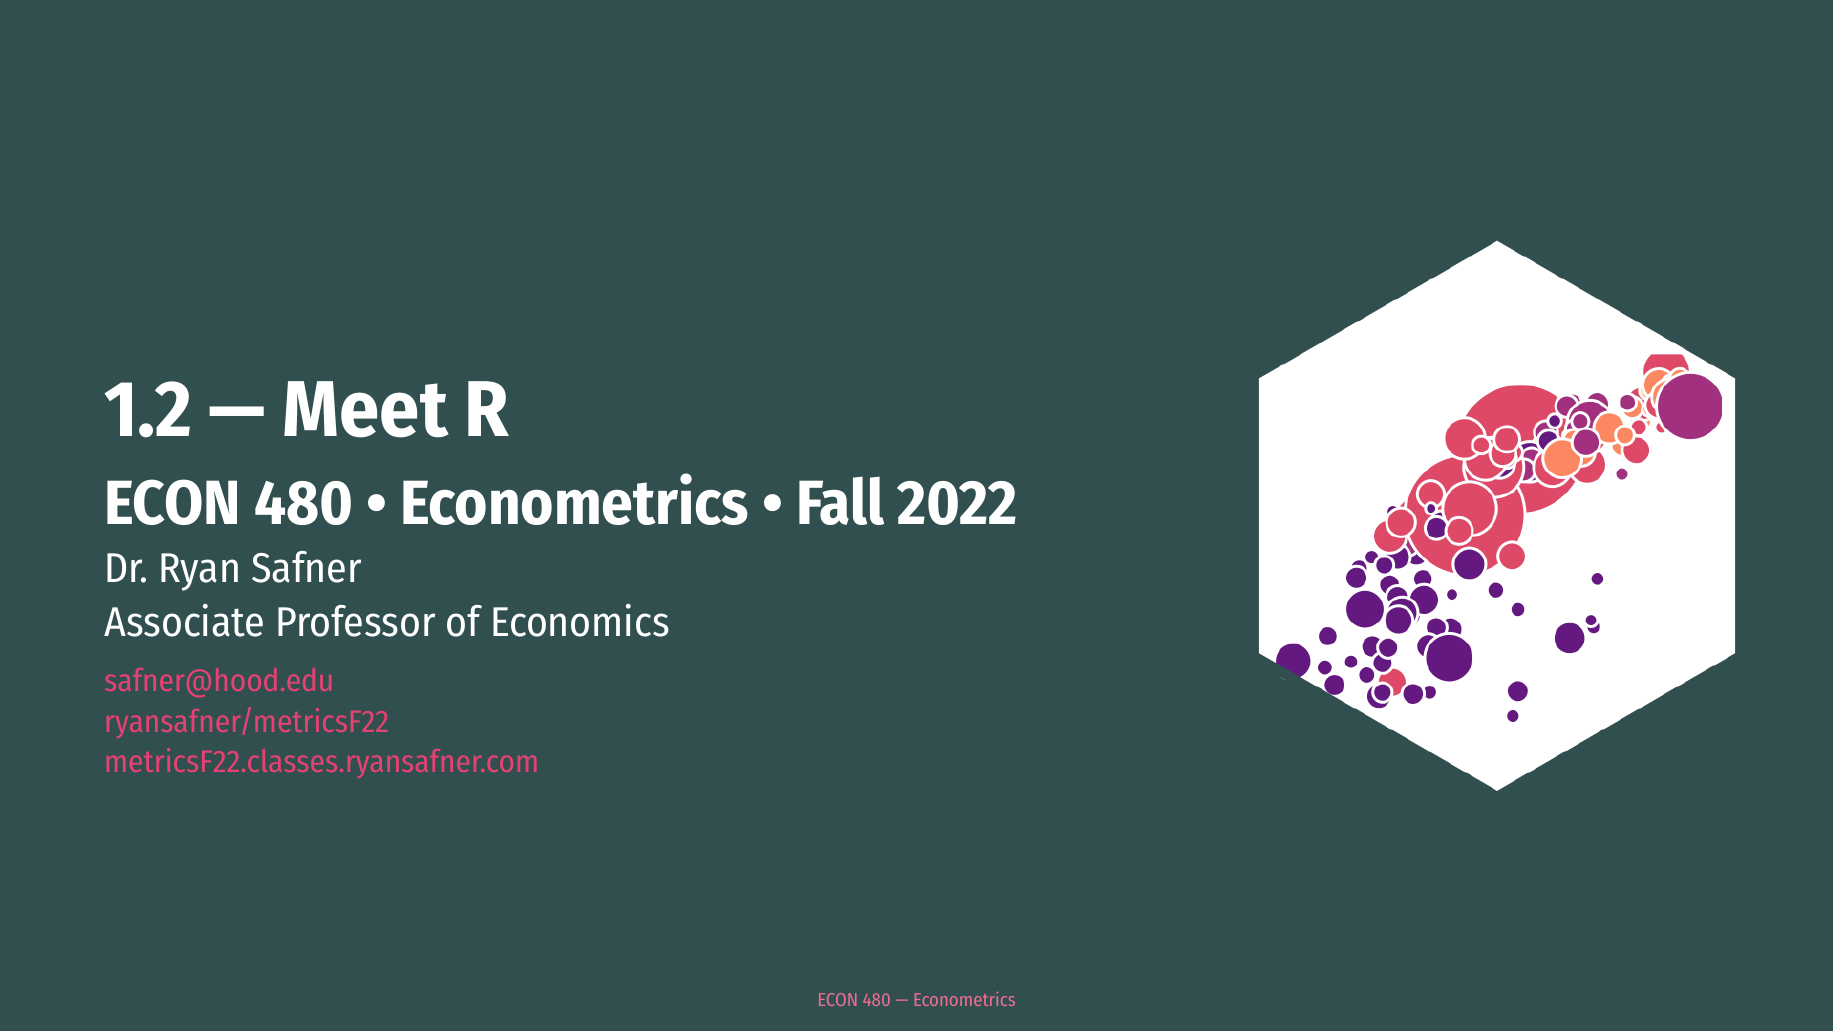 1.2 — Meet R
ECON 480 • Econometrics • Fall 2022
Dr. Ryan Safner
Associate Professor of Economics
safner@hood.edu
ryansafner/metricsF22
metricsF22.classes.ryansafner.com
ECON 480 — Econometrics